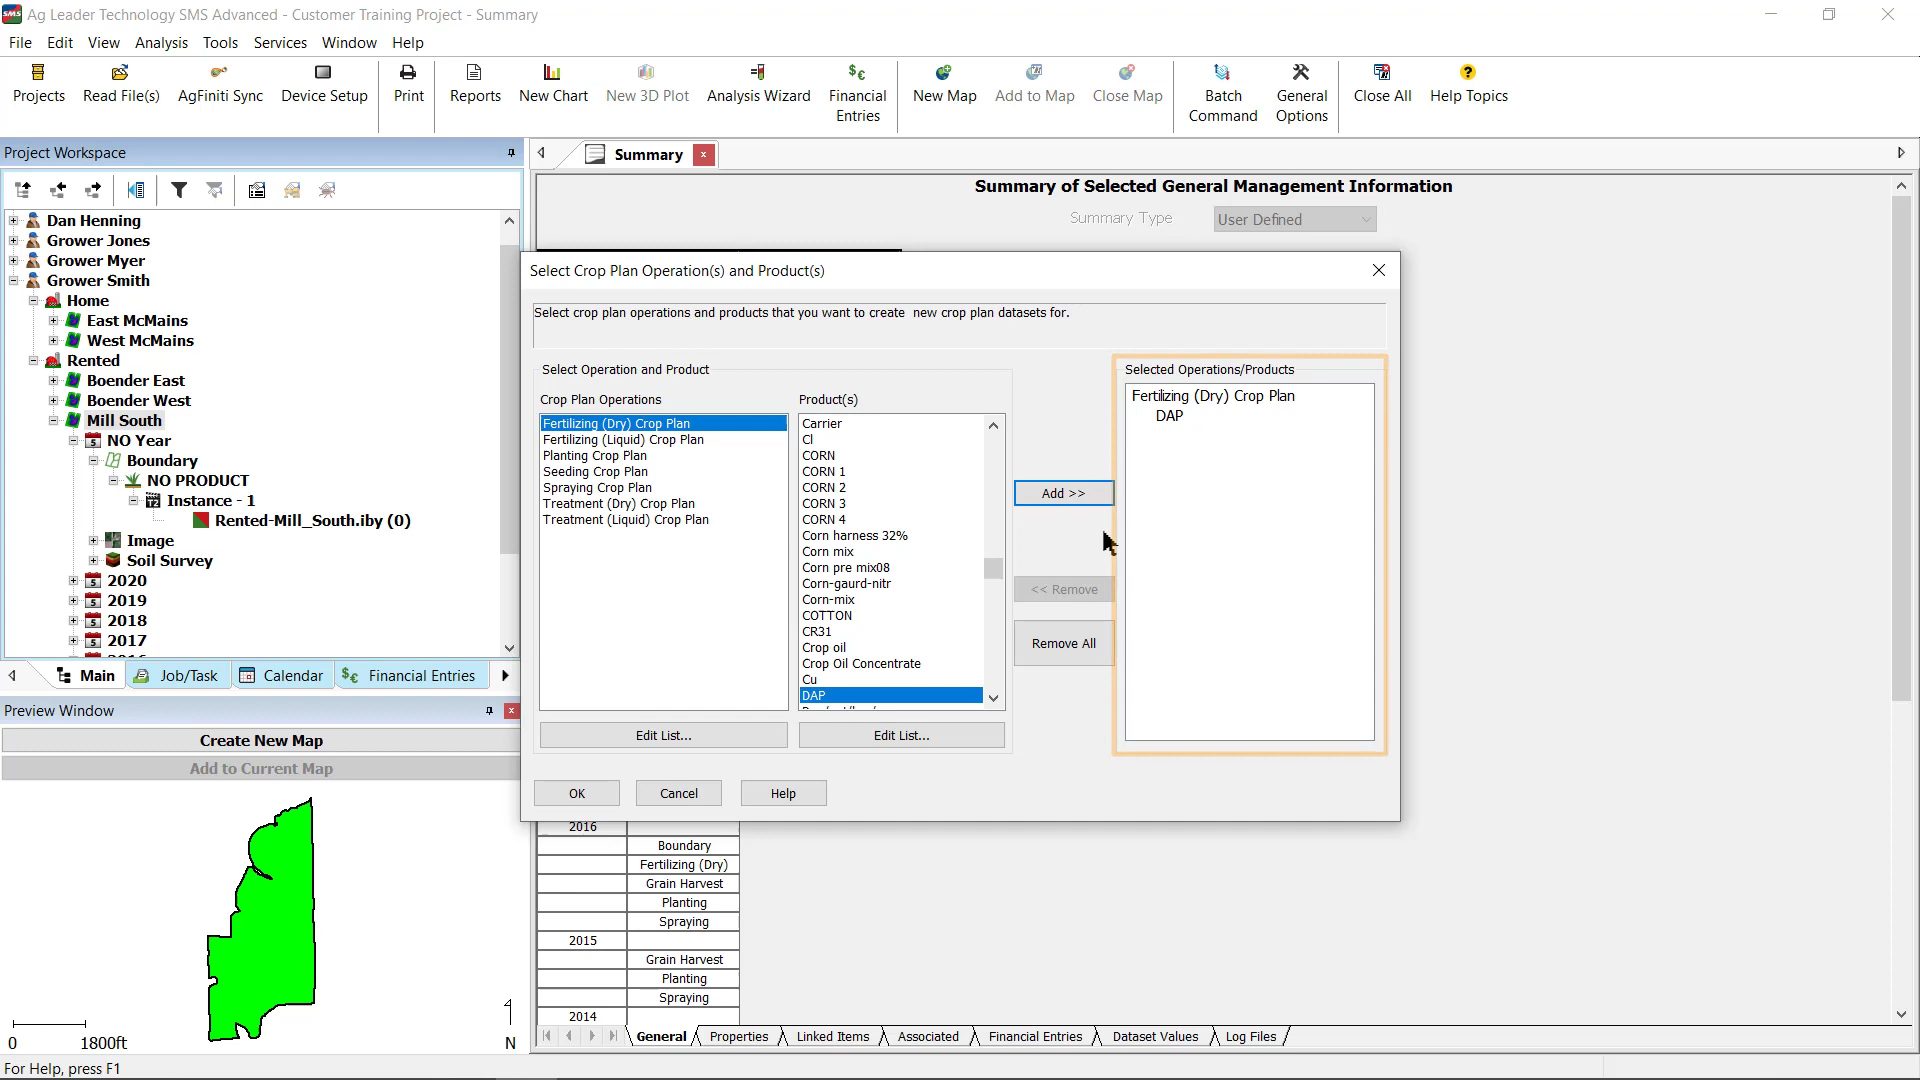 SMS Ag Leader Technology SMS Advanced - Customer Training Project - Summary
File Edit View Analysis Tools Services Window Help
Projects Read File(s) AgFiniti Sync Device Setup Print Reports New Chart New 3D Plot Analysis Wizard Financial Entries New Map Add to Map Close Map Batch Command General Options Close All Help Topics
Project Workspace
Dan Henning
Grower Jones
Grower Myer
Grower Smith
Home
East McMains
West McMains
Rented
Boender East
Boender West
Mill South
NO Year
Boundary
NO PRODUCT
Instance - 1
Rented-Mill_South.iby (0)
Image
Soil Survey
2020
2019
2018
2017
Main Job/Task Calendar Financial Entries
Preview Window
Create New Map
Add to Current Map
0 1800ft N
For Help, press F1
Summary
Summary of Selected General Management Information
Summary Type User Defined
Select Crop Plan Operation(s) and Product(s)
Select crop plan operations and products that you want to create new crop plan datasets for.
Select Operation and Product
Crop Plan Operations
Fertilizing (Dry) Crop Plan
Fertilizing (Liquid) Crop Plan
Planting Crop Plan
Seeding Crop Plan
Spraying Crop Plan
Treatment (Dry) Crop Plan
Treatment (Liquid) Crop Plan
Edit List...
Product(s)
Carrier
Cl
CORN
CORN 1
CORN 2
CORN 3
CORN 4
Corn harness 32%
Corn mix
Corn pre mix08
Corn-gaurd-nitr
Corn-mix
COTTON
CR31
Crop oil
Crop Oil Concentrate
Cu
DAP
Edit List...
Add >>
<< Remove
Remove All
Selected Operations/Products
Fertilizing (Dry) Crop Plan
DAP
OK Cancel Help
2016
Boundary
Fertilizing (Dry)
Grain Harvest
Planting
Spraying
2015
Grain Harvest
Planting
Spraying
2014
General Properties Linked Items Associated Financial Entries Dataset Values Log Files